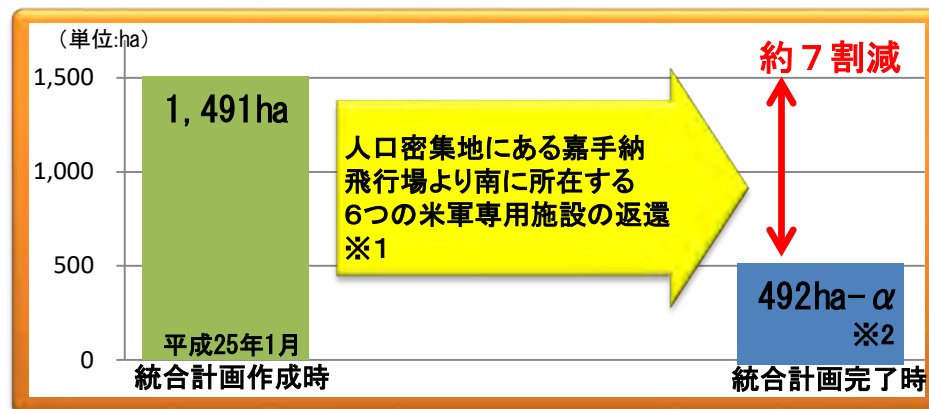 （単位:ha）
1,500
1,000
500
0
1,491ha
平成25年1月
統合計画作成時
人口密集地にある嘉手納
飛行場より南に所在する
６つの米軍専用施設の返還
※１
約７割減
492ha-α
※2
統合計画完了時